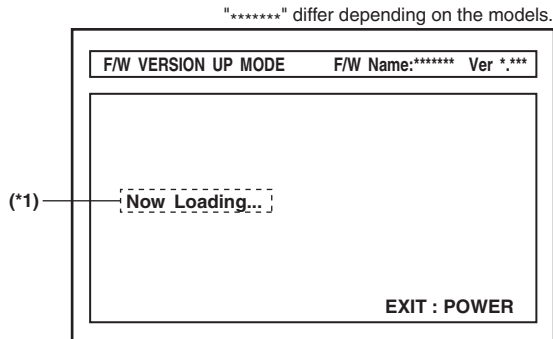 "*******" differ depending on the models.
F/W VERSION UP MODE F/W Name:******* Ver *.***
(*1) Now Loading...
EXIT : POWER